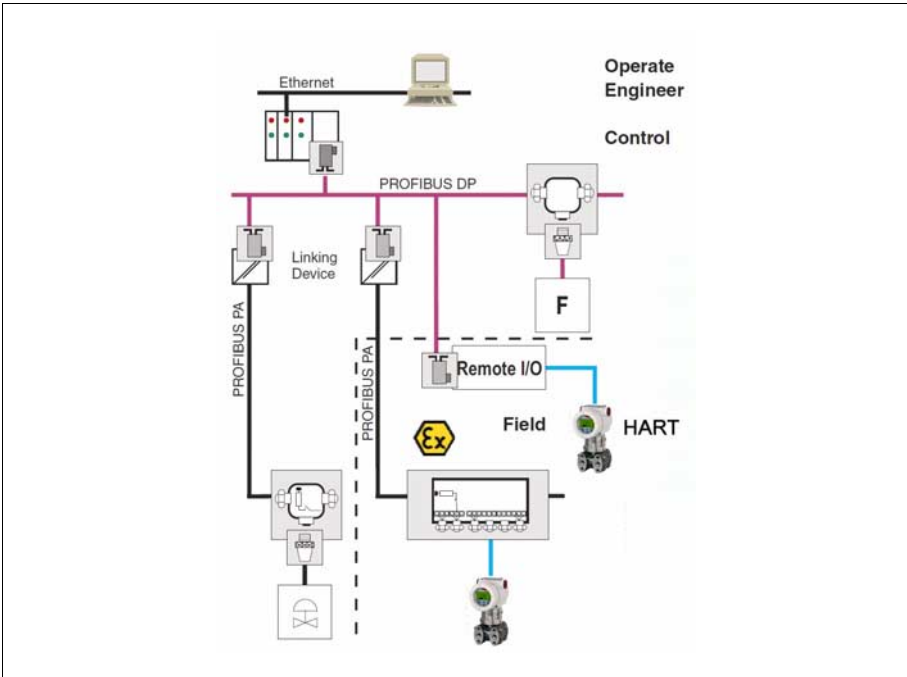 Operate
Engineer
Ethernet
Control
PROFIBUS DP
Linking
Device
PROFIBUS PA
F
PROFIBUS PA
Remote I/O
Field
HART
Ex